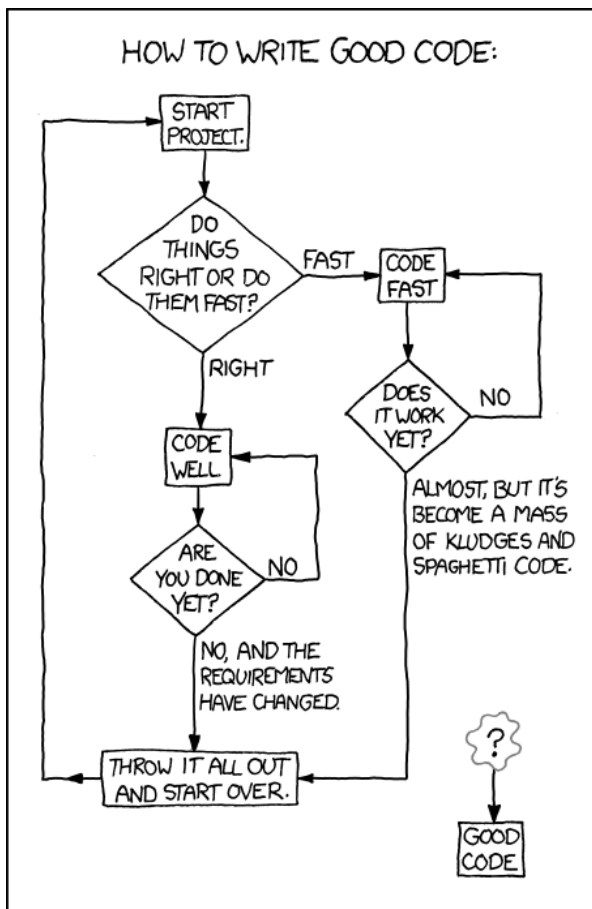 HOW TO WRITE GOOD CODE:
START
PROJECT.
DO
THINGS
RIGHT OR DO
THEM FAST?
FAST
CODE
FAST
RIGHT
DOES
IT WORK
YET?
NO
CODE
WELL
ALMOST, BUT IT'S
BECOME A MASS
OF KLUDGES AND
SPAGHETTI CODE.
ARE
YOU DONE
YET?
NO
NO, AND THE
REQUIREMENTS
HAVE CHANGED.
THROW IT ALL OUT
AND START OVER.
?
GOOD
CODE